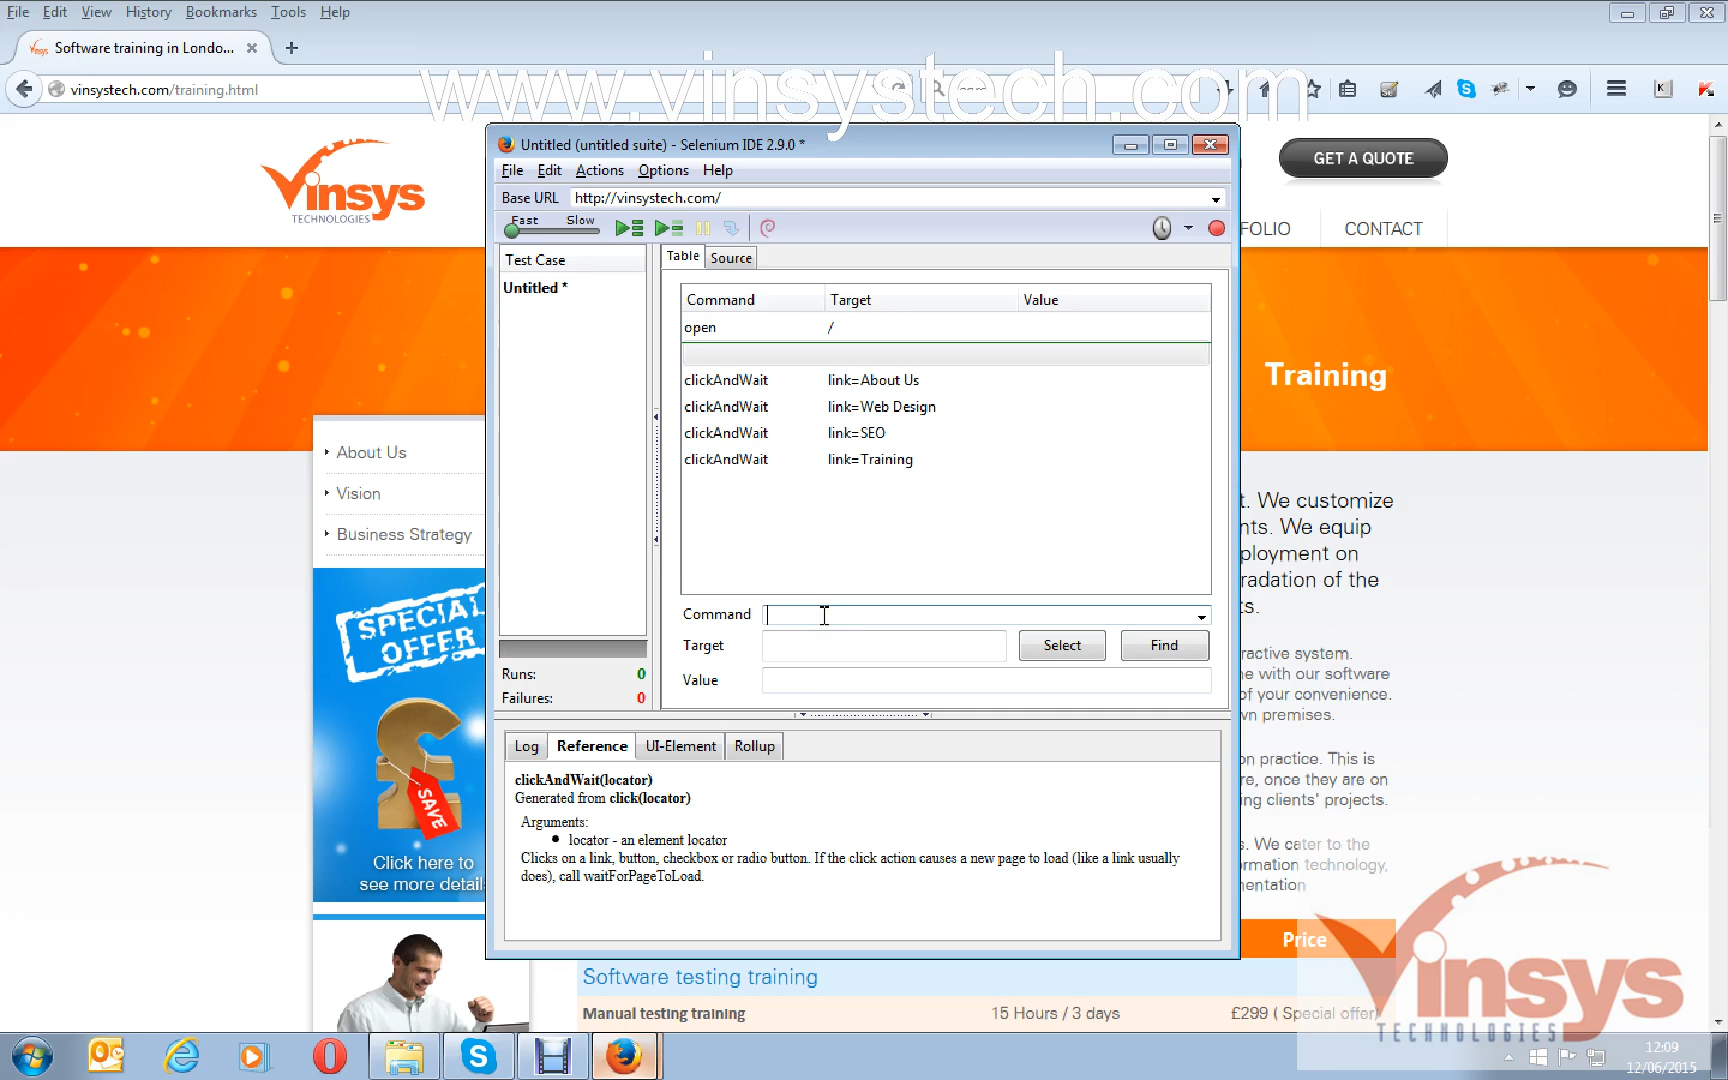 File Edit View History Bookmarks Tools Help
Software training in Londo...
vinsystech.com/training.html
www.vinsystech.com
Vinsys
TECHNOLOGIES
GET A QUOTE
FOLIO CONTACT
Training
About Us
Vision
Business Strategy
SPECIAL
OFFER
SAVE
Click here to
see more detail
Untitled (untitled suite) - Selenium IDE 2.9.0 *
File Edit Actions Options Help
Base URL http://vinsystech.com/
Fast Slow
Test Case
Untitled *
Table Source
Command Target Value
open /
clickAndWait link=About Us
clickAndWait link=Web Design
clickAndWait link=SEO
clickAndWait link=Training
Command
Target Select Find
Value
Runs: 0
Failures: 0
Log Reference UI-Element Rollup
clickAndWait(locator)
Generated from click(locator)
Arguments:
locator - an element locator
Clicks on a link, button, checkbox or radio button. If the click action causes a new page to load (like a link usually
does), call waitForPageToLoad.
t. We customize
nts. We equip
ployment on
radation of the
s.
ractive system.
e with our software
of your convenience.
vn premises.
on practice. This is
re, once they are on
ing clients' projects.
s. We cater to the
ormation technology,
nentation
Price
Software testing training
Manual testing training 15 Hours / 3 days £299 ( Special offer)
Vinsys
TECHNOLOGIES
12:09
12/06/2015